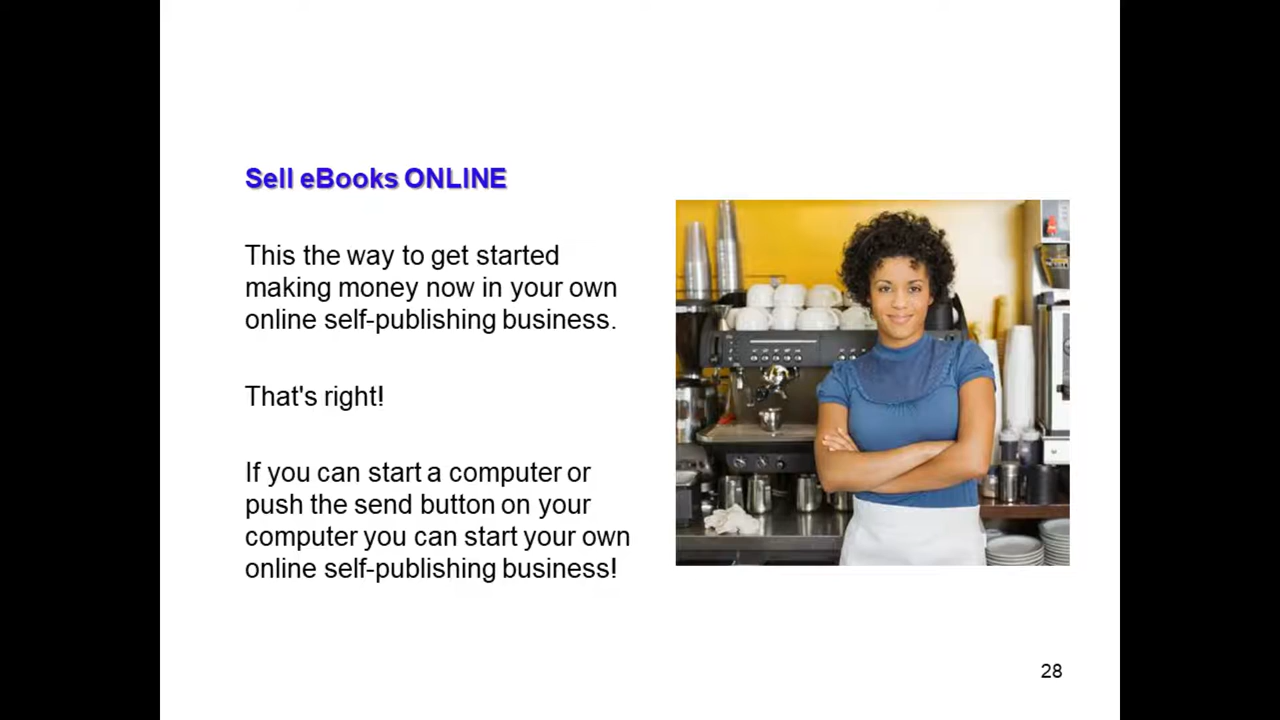 Sell eBooks ONLINE
This the way to get started
making money now in your own
online self-publishing business.
That's right!
If you can start a computer or
push the send button on your
computer you can start your own
online self-publishing business!
28